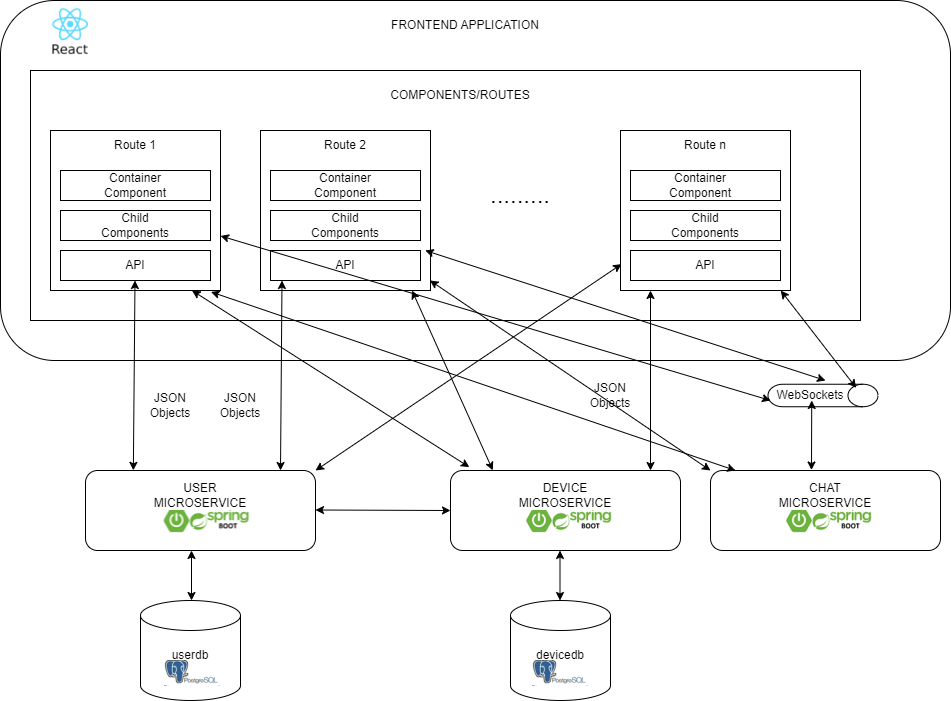 FRONTEND APPLICATION
React
COMPONENTS/ROUTES
Route 1
Container
Component
Child
Components
API
Route 2
Container
Component
Child
Components
API
.........
Route n
Container
Component
Child
Components
API
JSON
Objects
JSON
Objects
JSON
Objects
WebSockets
USER
MICROSERVICE
spring
BOOT
DEVICE
MICROSERVICE
spring
BOOT
CHAT
MICROSERVICE
spring
BOOT
userdb
PostgreSQL
devicedb
PostgreSQL